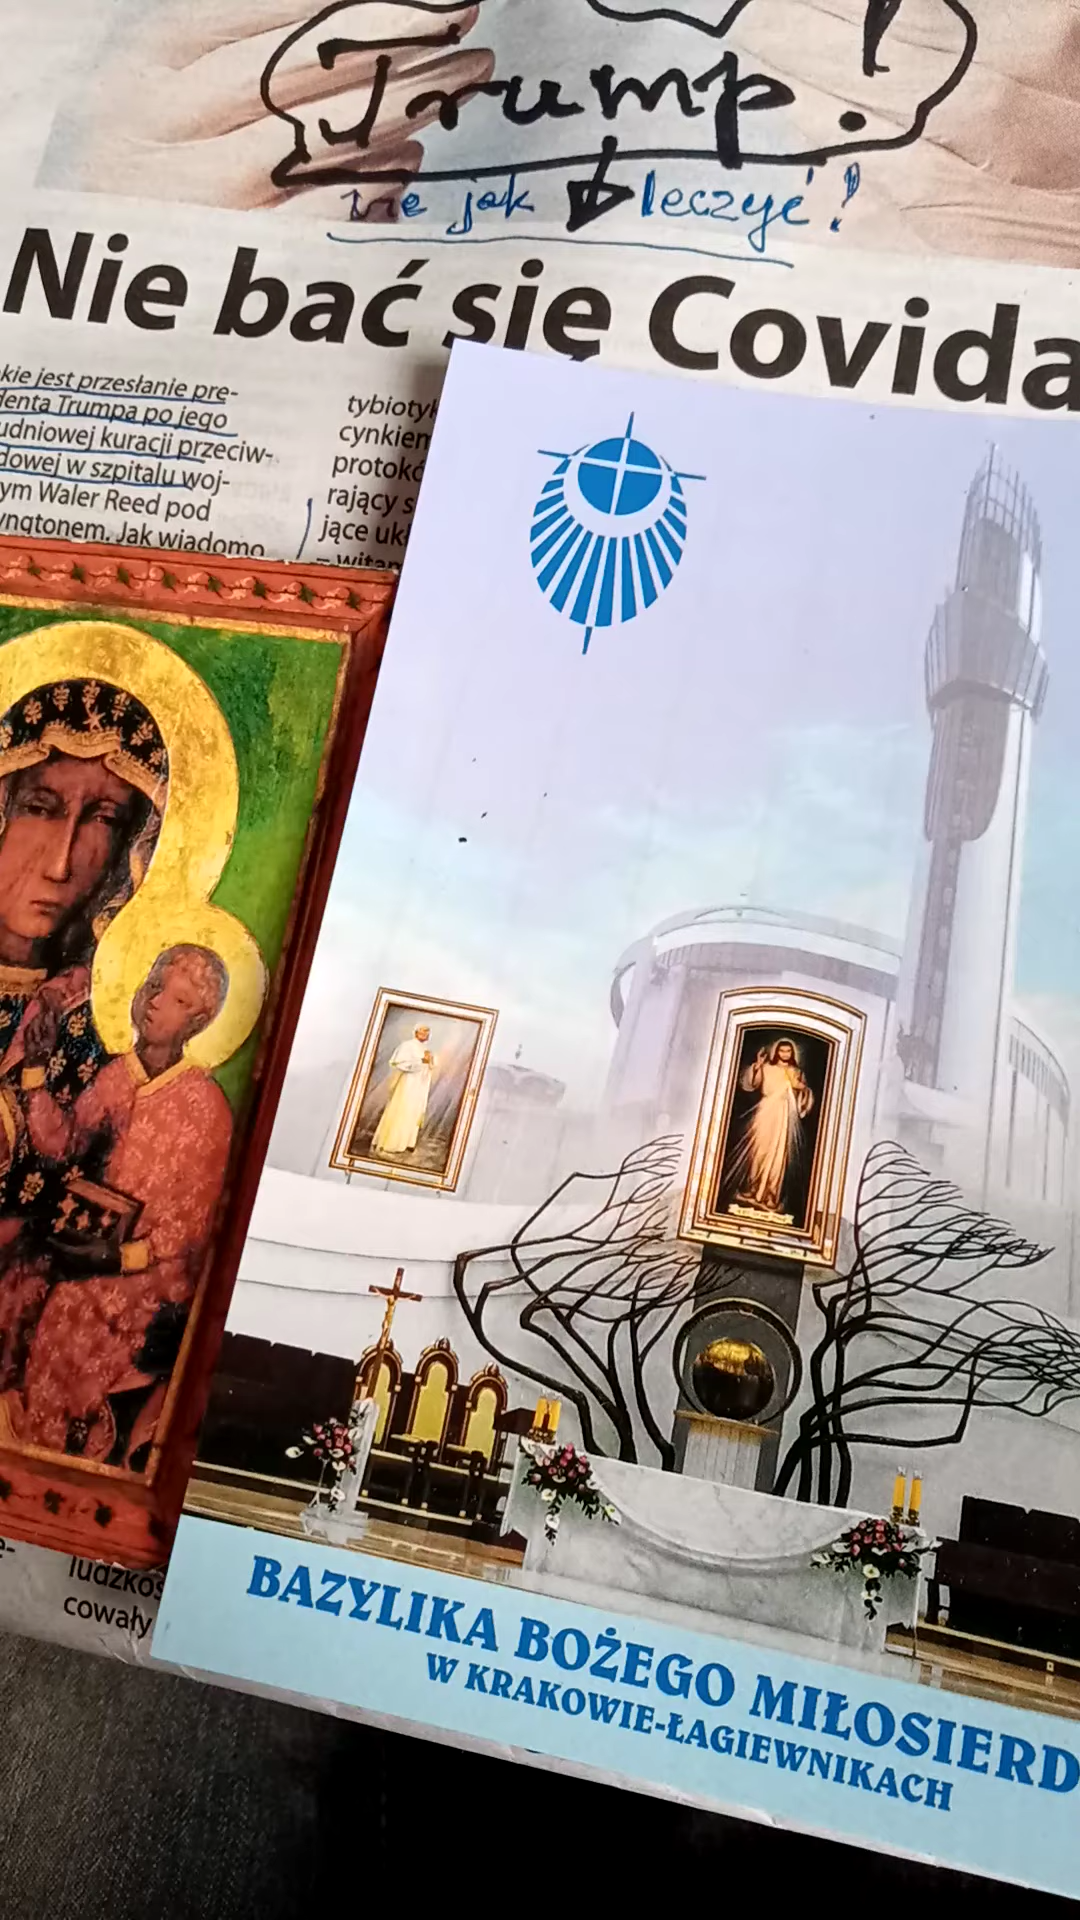 Trump!
jak leczyć!
Nie bać się Covida
kie jest przesłanie pre-
denta Trumpa po jego
udniowej kuracji przeciw-
dowej w szpitalu woj-
ym Waler Reed pod
yngtonem. Jak wiadomo
tybiotyk
cynkiem
protokó
rający s
jące ukł
– witam
ludzkoś
cowały
BAZYLIKA BOŻEGO MIŁOSIERD
W KRAKOWIE-ŁAGIEWNIKACH